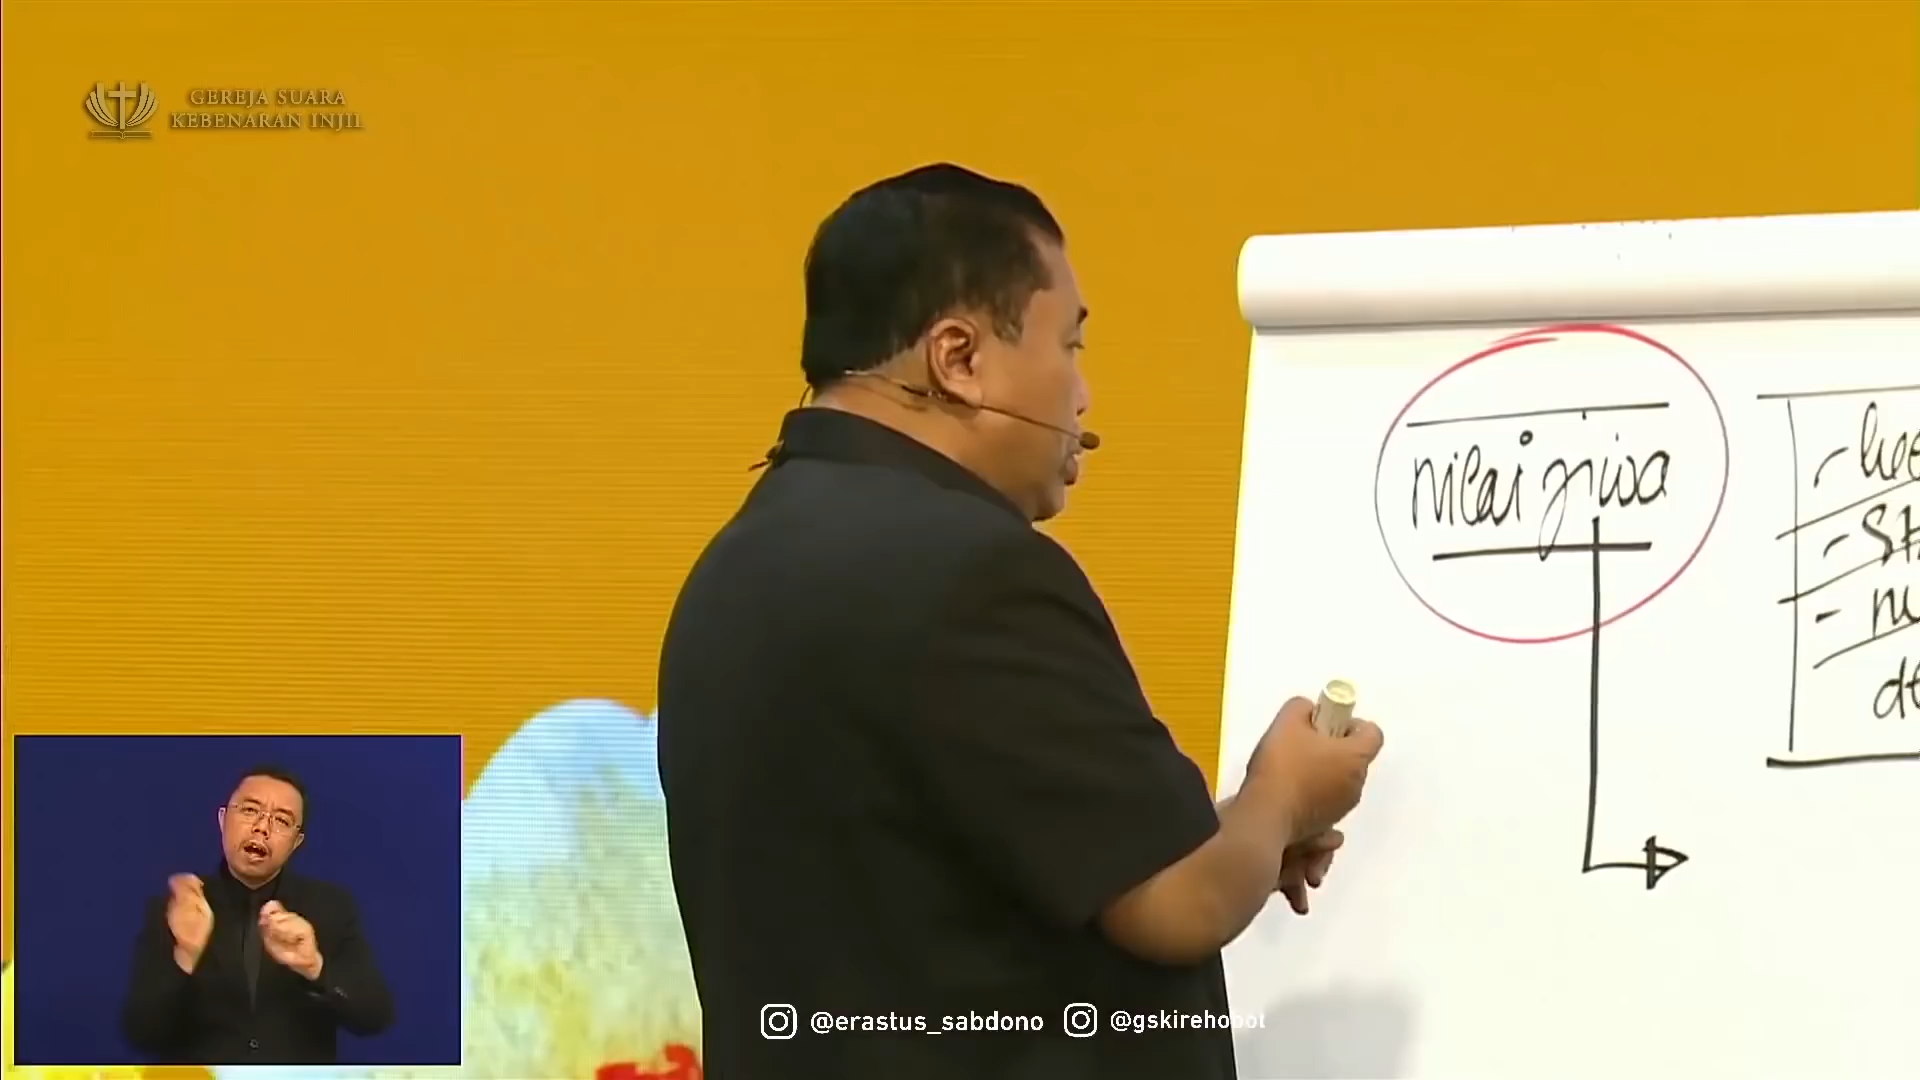 GEREJA SUARA
KEBENARAN INJIL
nilai jiwa
@erastus_sabdono @gskirehobot